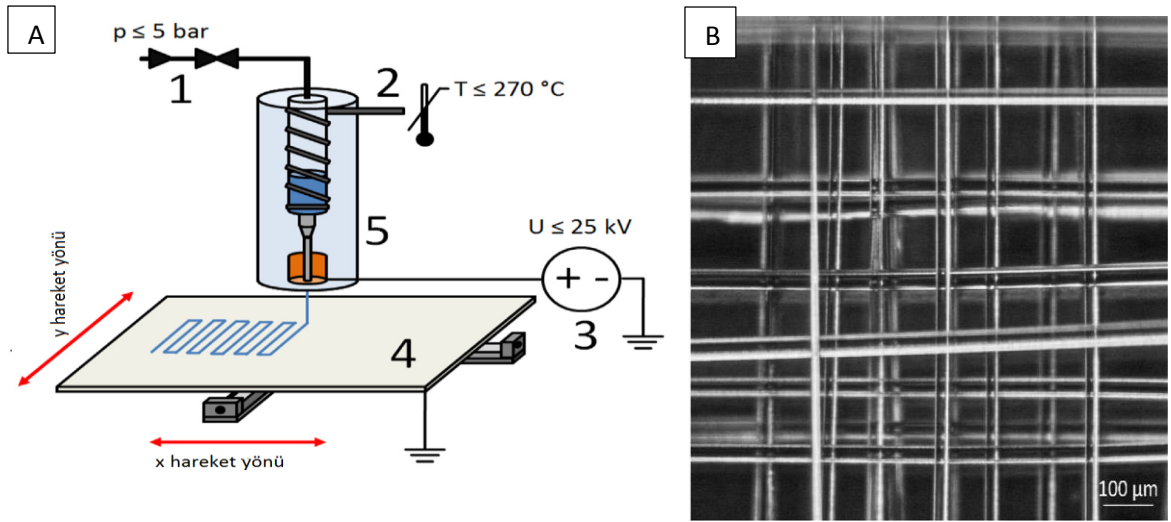 A
p ≤ 5 bar
1
2
T ≤ 270 °C
5
U ≤ 25 kV
+ -
3
4
y hareket yönü
x hareket yönü
B
100 µm